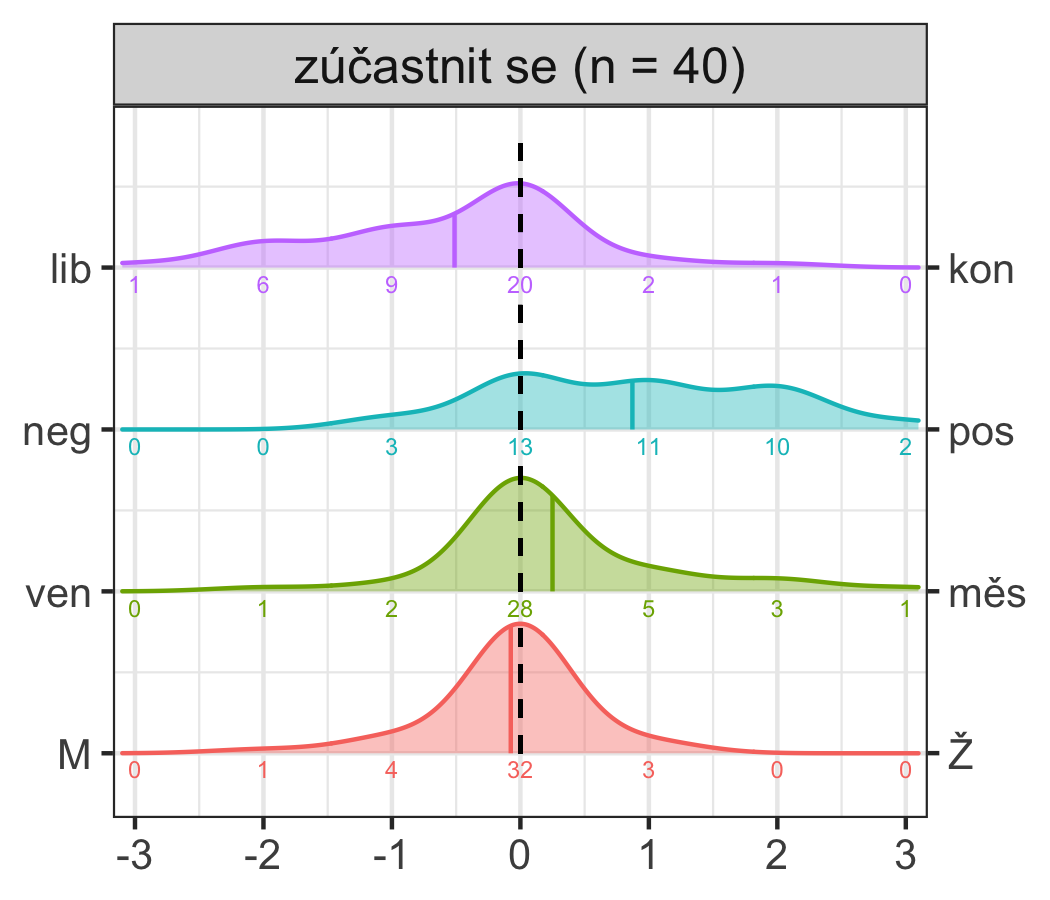 zúčastnit se (n = 40)
lib kon
1 6 9 20 2 1 0
neg pos
0 0 3 13 11 10 2
ven měs
0 1 2 28 5 3 1
M Ž
0 1 4 32 3 0 0
-3 -2 -1 0 1 2 3